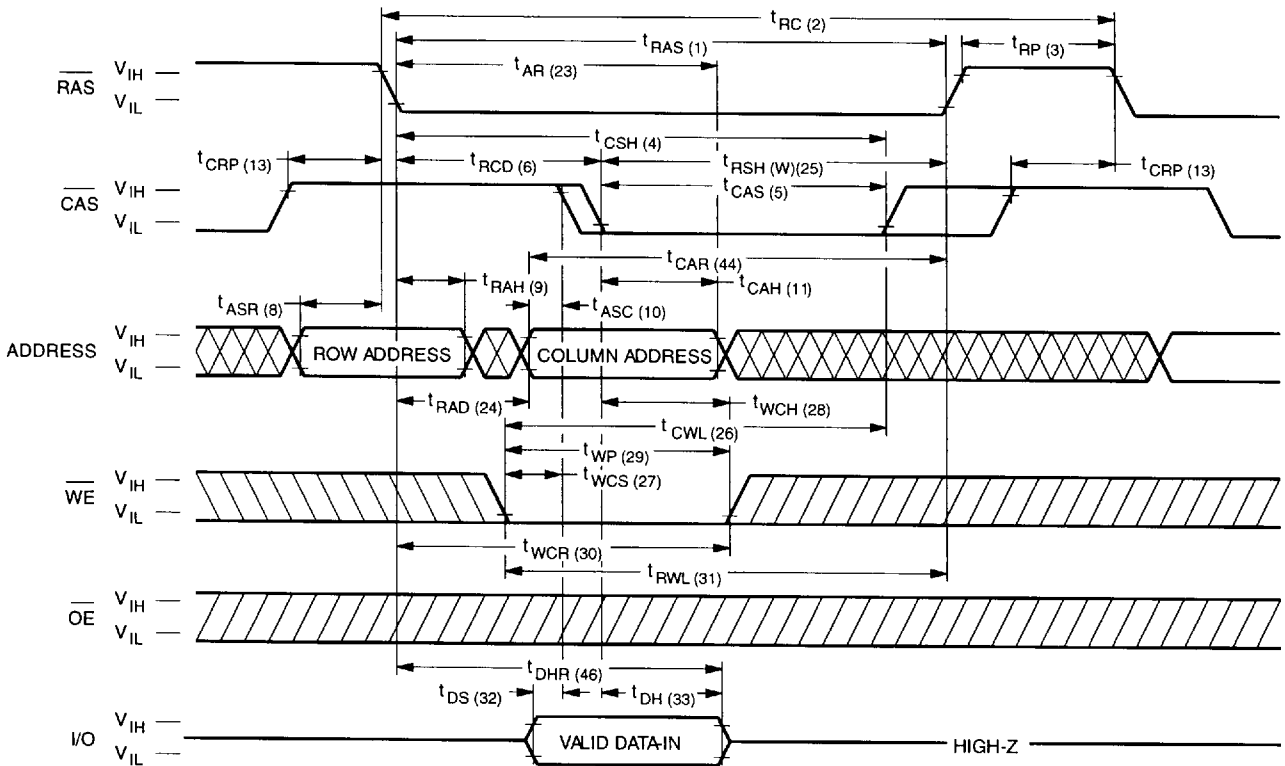 tRC (2)
tRAS (1)
tRP (3)
tAR (23)
RAS
VIH
VIL
tCSH (4)
tCRP (13)
tRCD (6)
tRSH (W)(25)
tCRP (13)
CAS
VIH
VIL
tCAS (5)
tCAR (44)
tRAH (9)
tCAH (11)
tASR (8)
tASC (10)
ADDRESS
VIH
VIL
ROW ADDRESS
COLUMN ADDRESS
tRAD (24)
tWCH (28)
tCWL (26)
tWP (29)
tWCS (27)
WE
VIH
VIL
tWCR (30)
tRWL (31)
OE
VIH
VIL
tDHR (46)
tDS (32)
tDH (33)
I/O
VIH
VIL
VALID DATA-IN
HIGH-Z